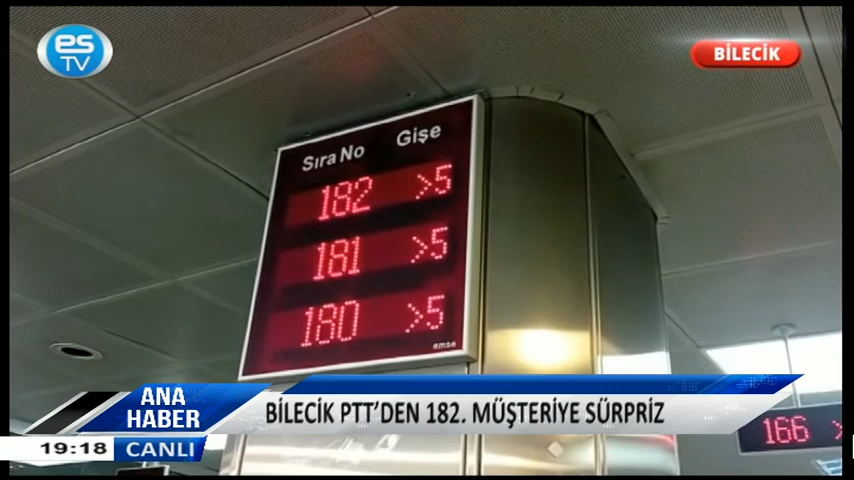 es
TV
BİLECİK
Sıra No Gişe
182 >5
181 >5
180 >5
emse
166 >
ANA
HABER
BİLECİK PTT'DEN 182. MÜŞTERİYE SÜRPRİZ
19:18 CANLI